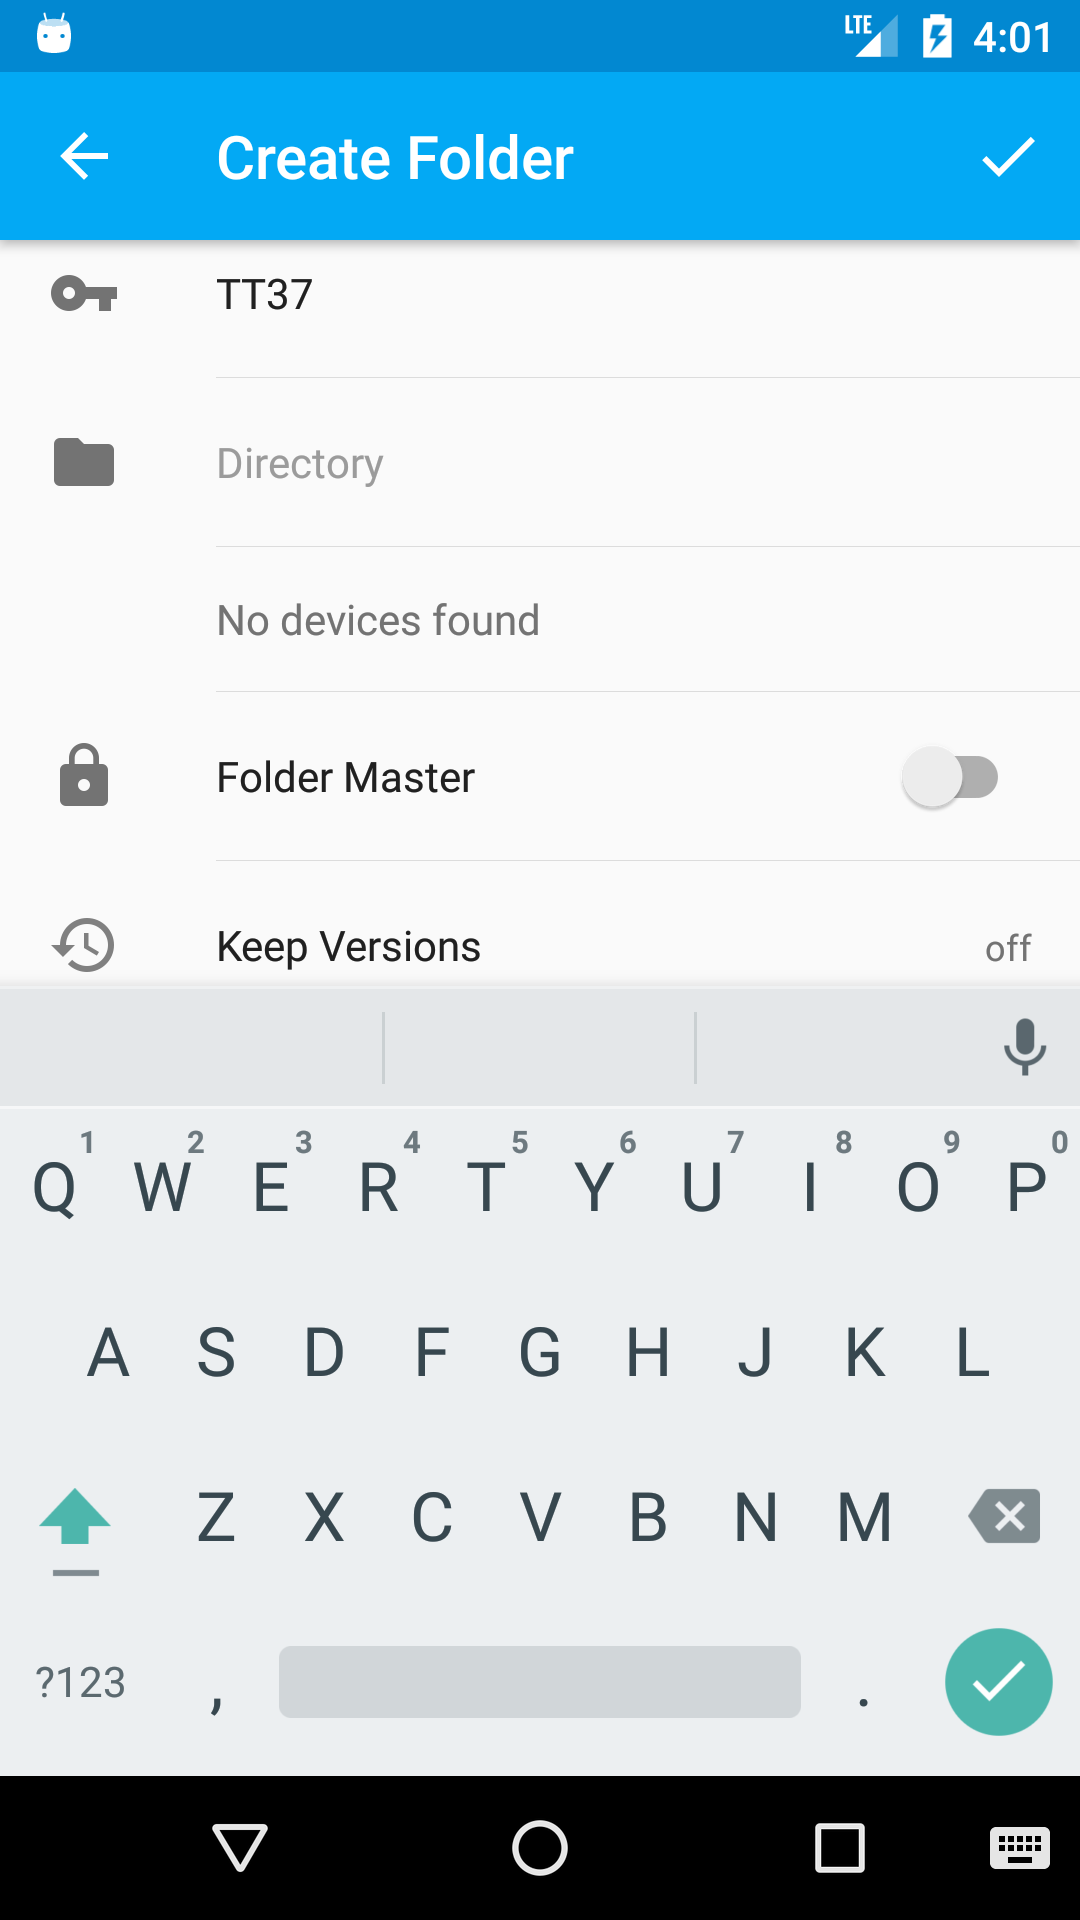 LTE 4:01
Create Folder
TT37
Directory
No devices found
Folder Master
Keep Versions off
1 2 3 4 5 6 7 8 9 0
Q W E R T Y U I O P
A S D F G H J K L
Z X C V B N M
?123 , .